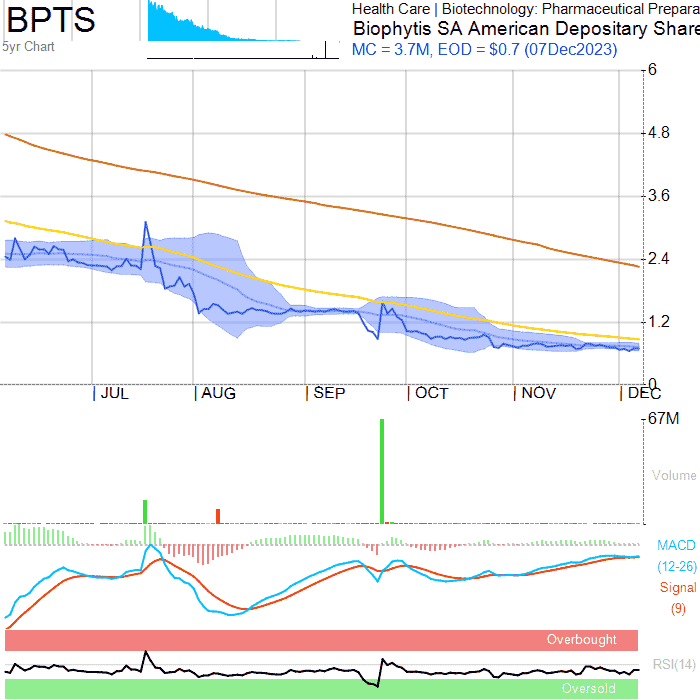 BPTS
5yr Chart
Health Care | Biotechnology: Pharmaceutical Prepara
Biophytis SA American Depositary Share
MC = 3.7M, EOD = $0.7 (07Dec2023)
6
4.8
3.6
2.4
1.2
0
JUL AUG SEP OCT NOV DEC
67M
Volume
MACD
(12-26)
Signal
(9)
Overbought
RSI(14)
Oversold